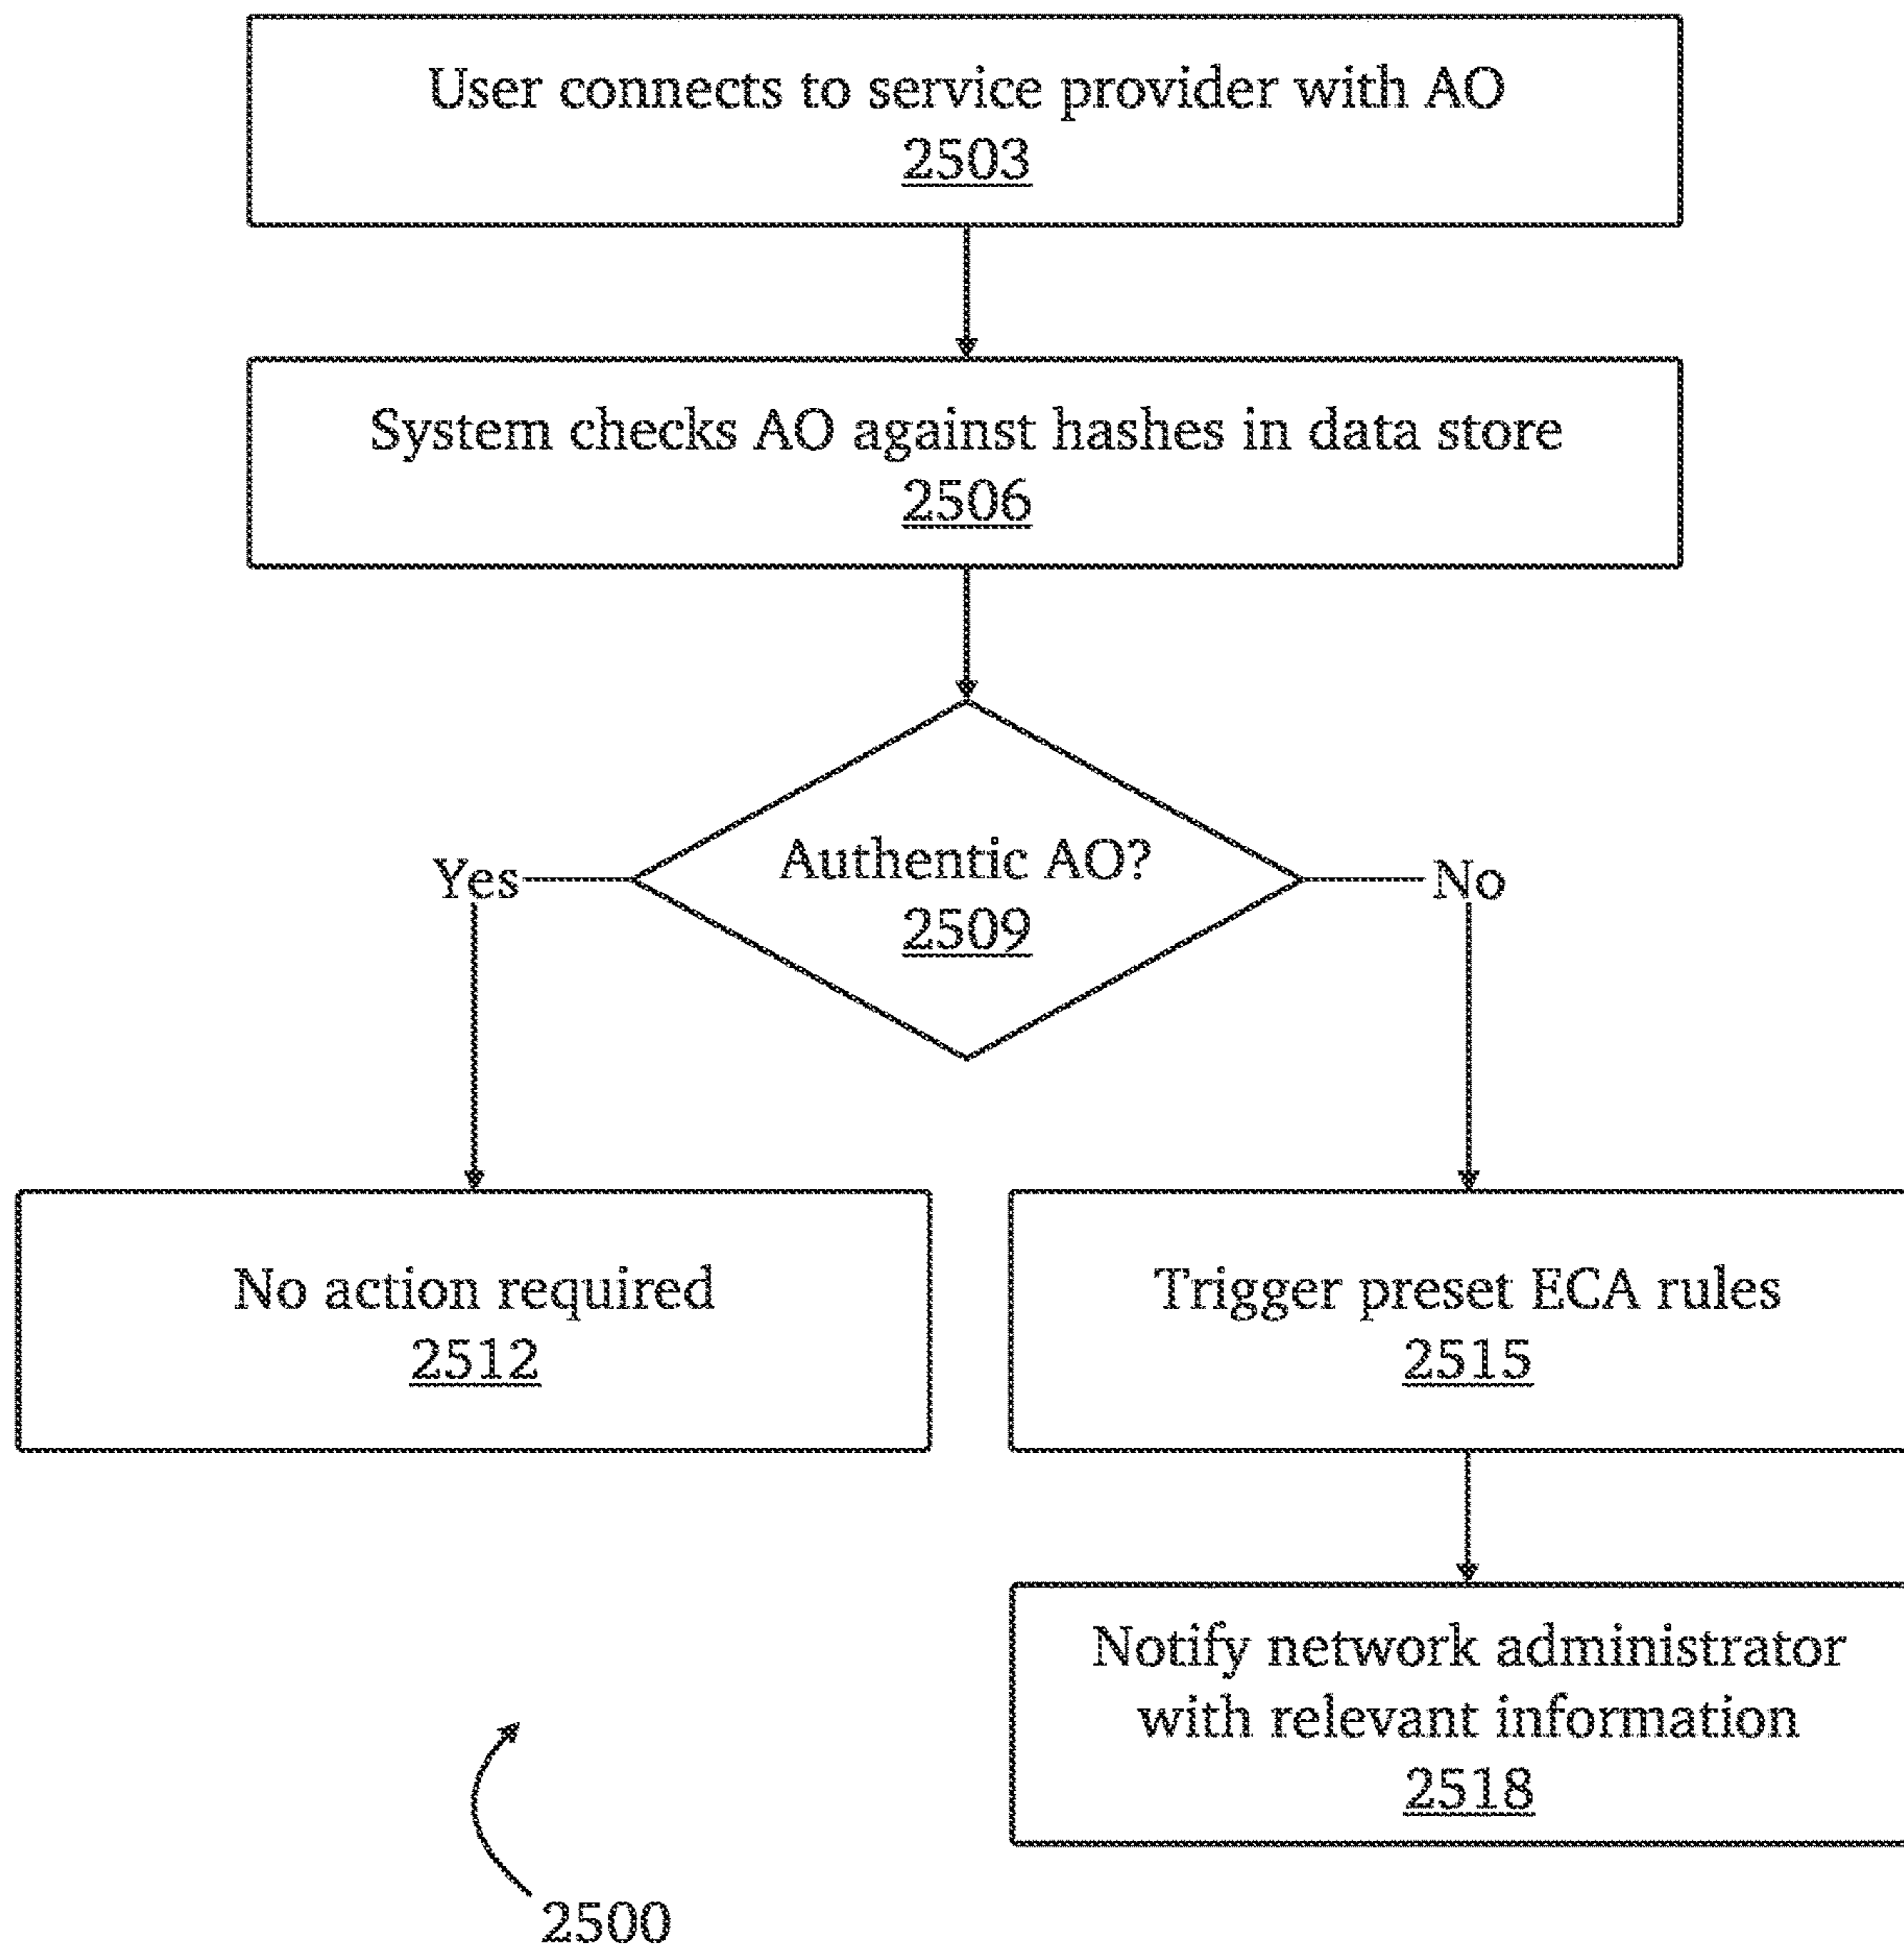 User connects to service provider with AO
2503
System checks AO against hashes in data store
2506
Authentic AO?
2509
Yes
No
No action required
2512
Trigger preset ECA rules
2515
Notify network administrator
with relevant information
2518
2500